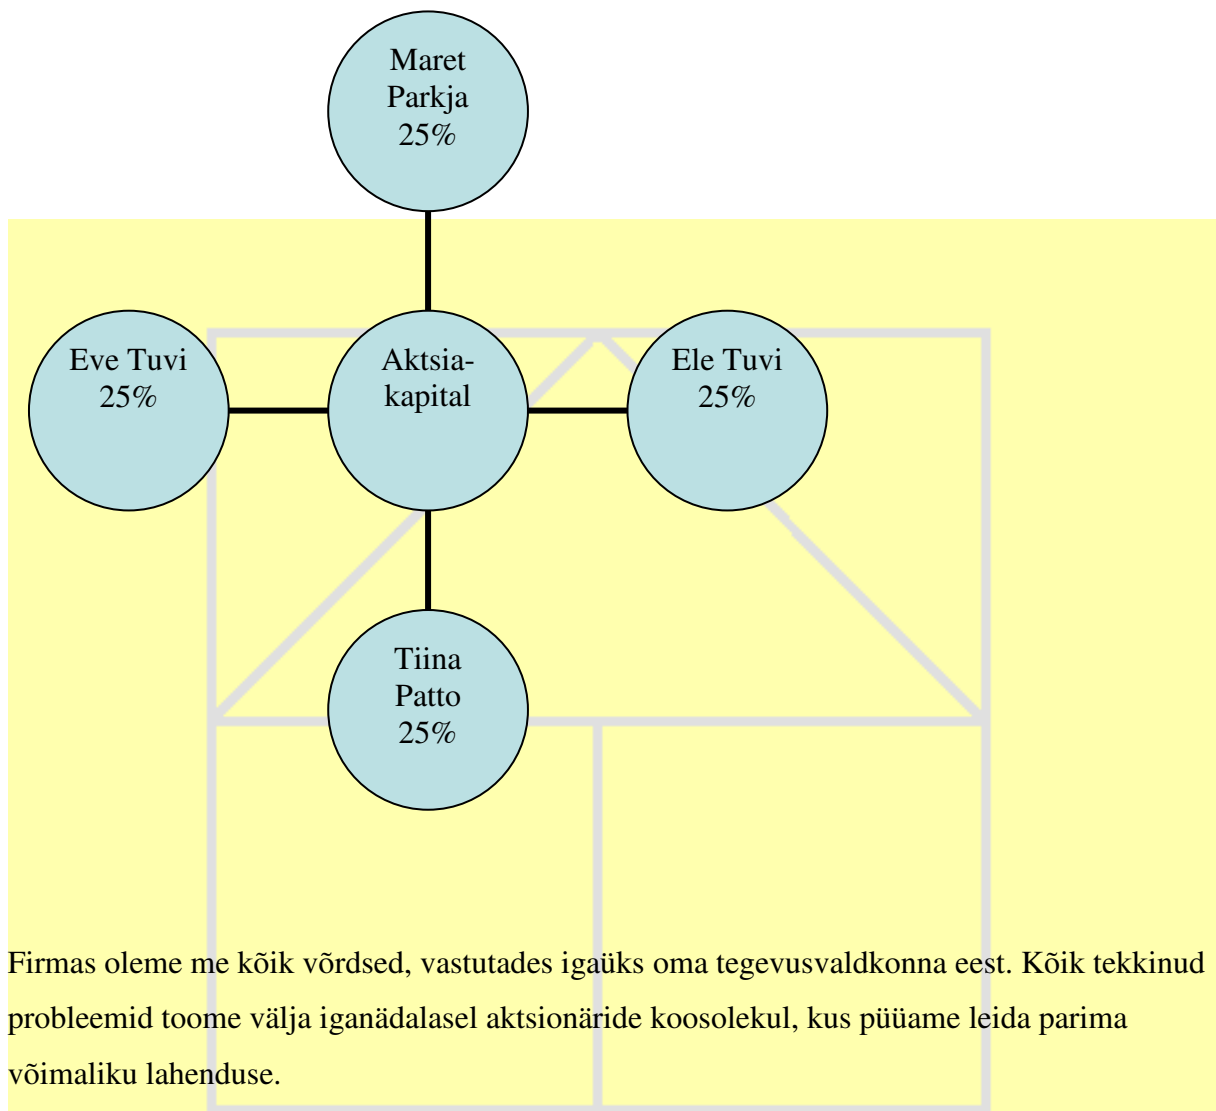 Maret
Parkja
25%
Eve Tuvi
25%
Aktsia-
kapital
Ele Tuvi
25%
Tiina
Patto
25%
Firmas oleme me kõik võrdsed, vastutades igaüks oma tegevusvaldkonna eest. Kõik tekkinud
probleemid toome välja iganädalasel aktsionäride koosolekul, kus püüame leida parima
võimaliku lahenduse.